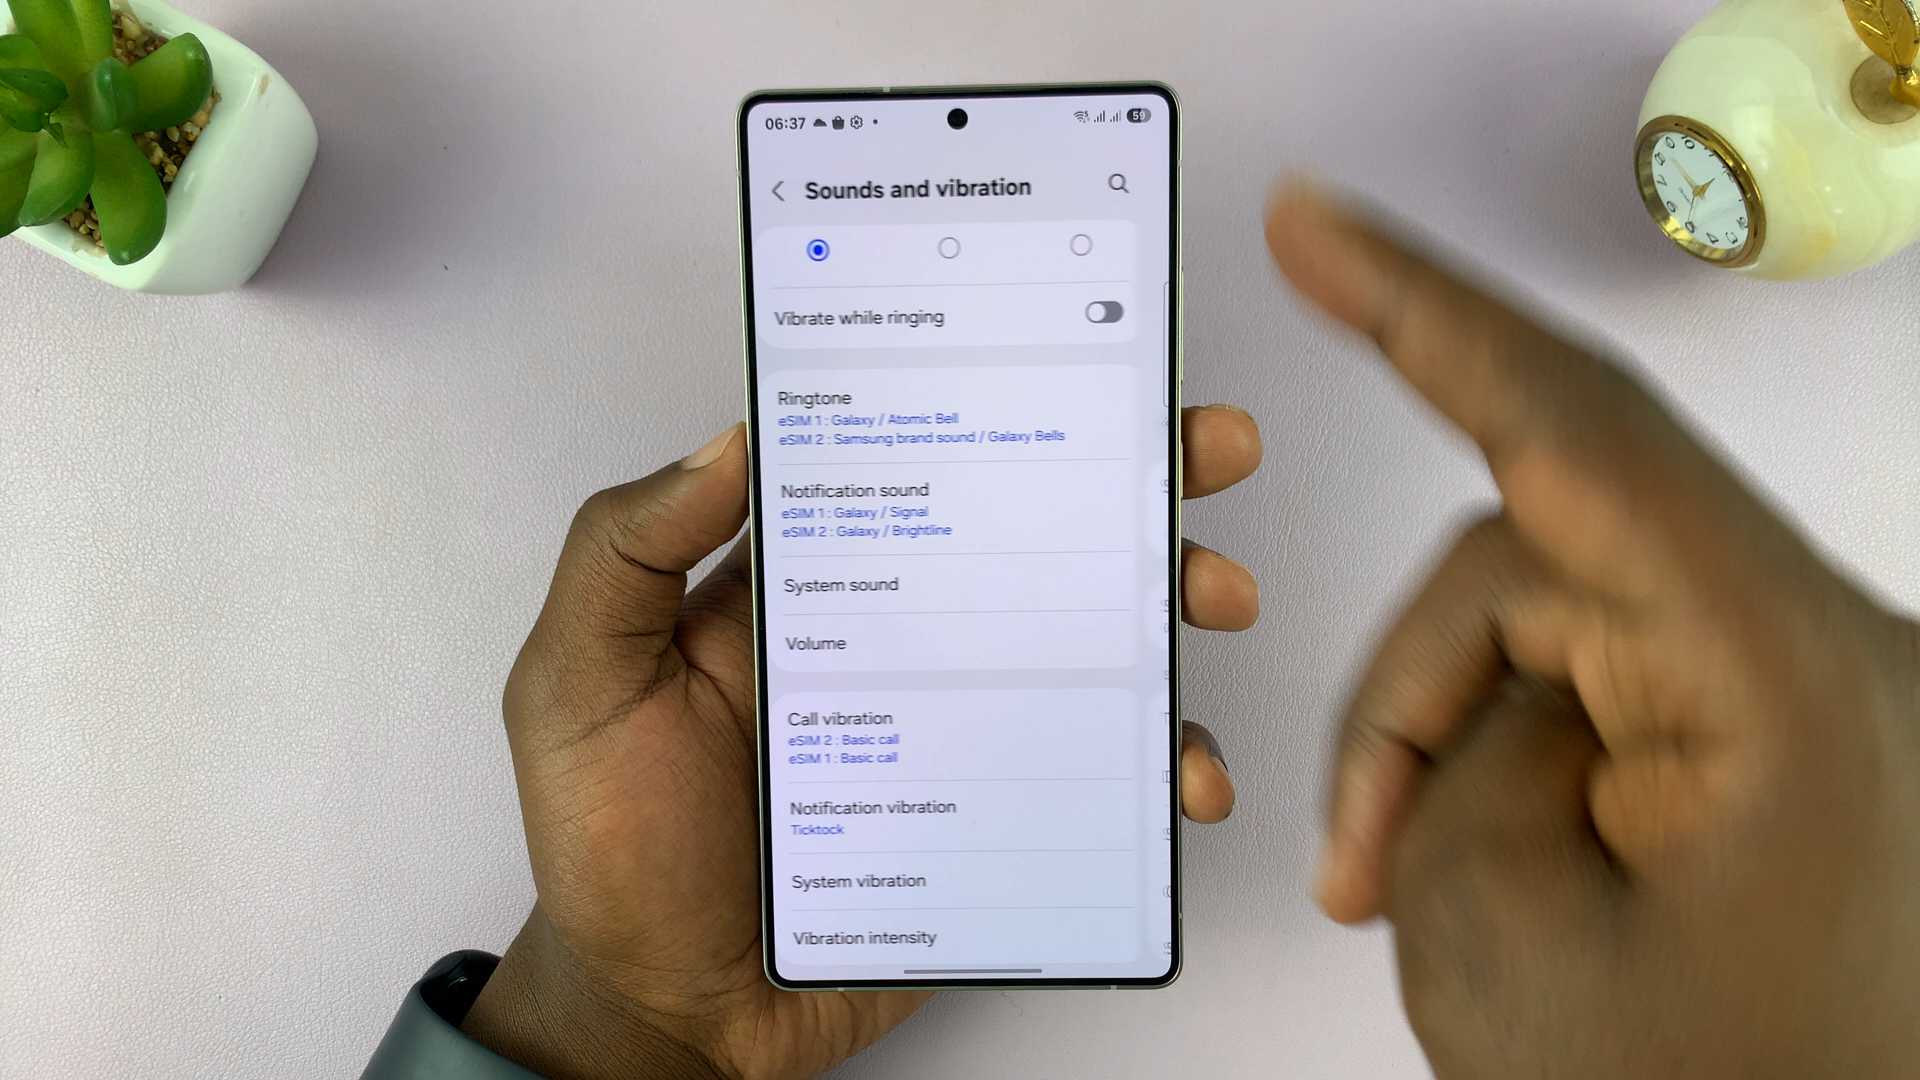 06:37
59
Sounds and vibration
Vibrate while ringing
Ringtone
eSIM 1 : Galaxy / Atomic Bell
eSIM 2 : Samsung brand sound / Galaxy Bells
Notification sound
eSIM 1 : Galaxy / Signal
eSIM 2 : Galaxy / Brightline
System sound
Volume
Call vibration
eSIM 2 : Basic call
eSIM 1 : Basic call
Notification vibration
Ticktock
System vibration
Vibration intensity